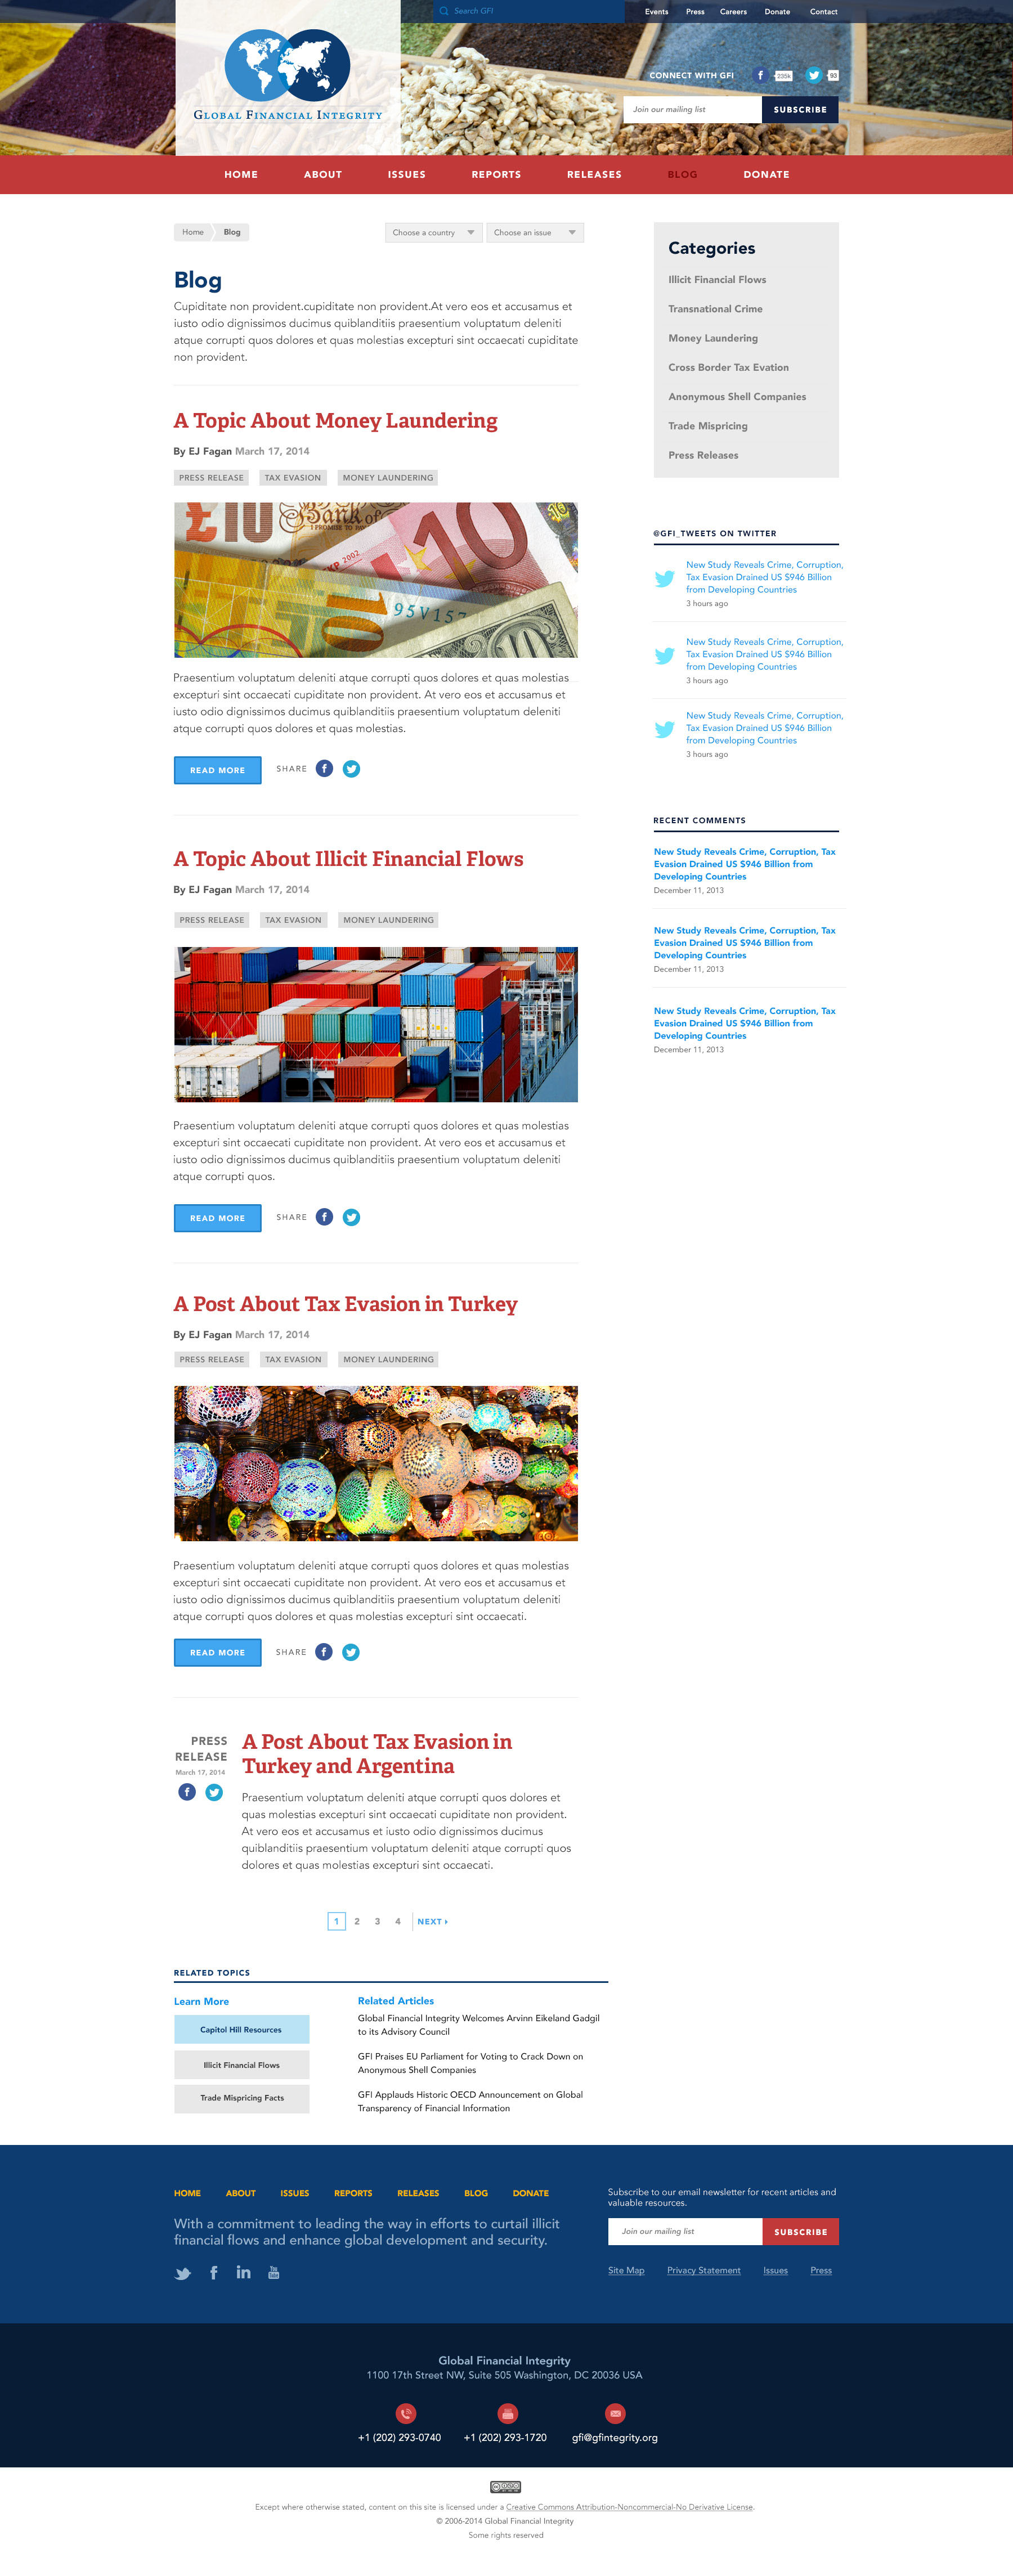 Search GFI
Events Press Careers Donate Contact
GLOBAL FINANCIAL INTEGRITY
CONNECT WITH GFI 235k 93
Join our mailing list SUBSCRIBE
HOME ABOUT ISSUES REPORTS RELEASES BLOG DONATE
Home Blog
Choose a country Choose an issue
Blog
Cupiditate non provident.cupiditate non provident.At vero eos et accusamus et
iusto odio dignissimos ducimus quiblanditiis praesentium voluptatum deleniti
atque corrupti quos dolores et quas molestias excepturi sint occaecati cupiditate
non provident.
A Topic About Money Laundering
By EJ Fagan March 17, 2014
PRESS RELEASE TAX EVASION MONEY LAUNDERING
£10 Bank of
I PROMISE TO PAY
EXP 2002
10
95V157
Praesentium voluptatum deleniti atque corrupti quos dolores et quas molestias
excepturi sint occaecati cupiditate non provident. At vero eos et accusamus et
iusto odio dignissimos ducimus quiblanditiis praesentium voluptatum deleniti
atque corrupti quos dolores et quas molestias.
READ MORE SHARE
A Topic About Illicit Financial Flows
By EJ Fagan March 17, 2014
PRESS RELEASE TAX EVASION MONEY LAUNDERING
Praesentium voluptatum deleniti atque corrupti quos dolores et quas molestias
excepturi sint occaecati cupiditate non provident. At vero eos et accusamus et
iusto odio dignissimos ducimus quiblanditiis praesentium voluptatum deleniti
atque corrupti quos.
READ MORE SHARE
A Post About Tax Evasion in Turkey
By EJ Fagan March 17, 2014
PRESS RELEASE TAX EVASION MONEY LAUNDERING
Praesentium voluptatum deleniti atque corrupti quos dolores et quas molestias
excepturi sint occaecati cupiditate non provident. At vero eos et accusamus et
iusto odio dignissimos ducimus quiblanditiis praesentium voluptatum deleniti
atque corrupti quos dolores et quas molestias excepturi sint occaecati.
READ MORE SHARE
PRESS
RELEASE
March 17, 2014
A Post About Tax Evasion in
Turkey and Argentina
Praesentium voluptatum deleniti atque corrupti quos dolores et
quas molestias excepturi sint occaecati cupiditate non provident.
At vero eos et accusamus et iusto odio dignissimos ducimus
quiblanditiis praesentium voluptatum deleniti atque corrupti quos
dolores et quas molestias excepturi sint occaecati.
1 2 3 4 NEXT
Categories
Illicit Financial Flows
Transnational Crime
Money Laundering
Cross Border Tax Evation
Anonymous Shell Companies
Trade Mispricing
Press Releases
@GFI_TWEETS ON TWITTER
New Study Reveals Crime, Corruption,
Tax Evasion Drained US $946 Billion
from Developing Countries
3 hours ago
New Study Reveals Crime, Corruption,
Tax Evasion Drained US $946 Billion
from Developing Countries
3 hours ago
New Study Reveals Crime, Corruption,
Tax Evasion Drained US $946 Billion
from Developing Countries
3 hours ago
RECENT COMMENTS
New Study Reveals Crime, Corruption, Tax
Evasion Drained US $946 Billion from
Developing Countries
December 11, 2013
New Study Reveals Crime, Corruption, Tax
Evasion Drained US $946 Billion from
Developing Countries
December 11, 2013
New Study Reveals Crime, Corruption, Tax
Evasion Drained US $946 Billion from
Developing Countries
December 11, 2013
RELATED TOPICS
Learn More
Capitol Hill Resources
Illicit Financial Flows
Trade Mispricing Facts
Related Articles
Global Financial Integrity Welcomes Arvinn Eikeland Gadgil
to its Advisory Council
GFI Praises EU Parliament for Voting to Crack Down on
Anonymous Shell Companies
GFI Applauds Historic OECD Announcement on Global
Transparency of Financial Information
HOME ABOUT ISSUES REPORTS RELEASES BLOG DONATE
With a commitment to leading the way in efforts to curtail illicit
financial flows and enhance global development and security.
Subscribe to our email newsletter for recent articles and
valuable resources.
Join our mailing list SUBSCRIBE
Site Map Privacy Statement Issues Press
Global Financial Integrity
1100 17th Street NW, Suite 505 Washington, DC 20036 USA
+1 (202) 293-0740 +1 (202) 293-1720 gfi@gfintegrity.org
Except where otherwise stated, content on this site is licensed under a Creative Commons Attribution-Noncommercial-No Derivative License.
© 2006-2014 Global Financial Integrity
Some rights reserved